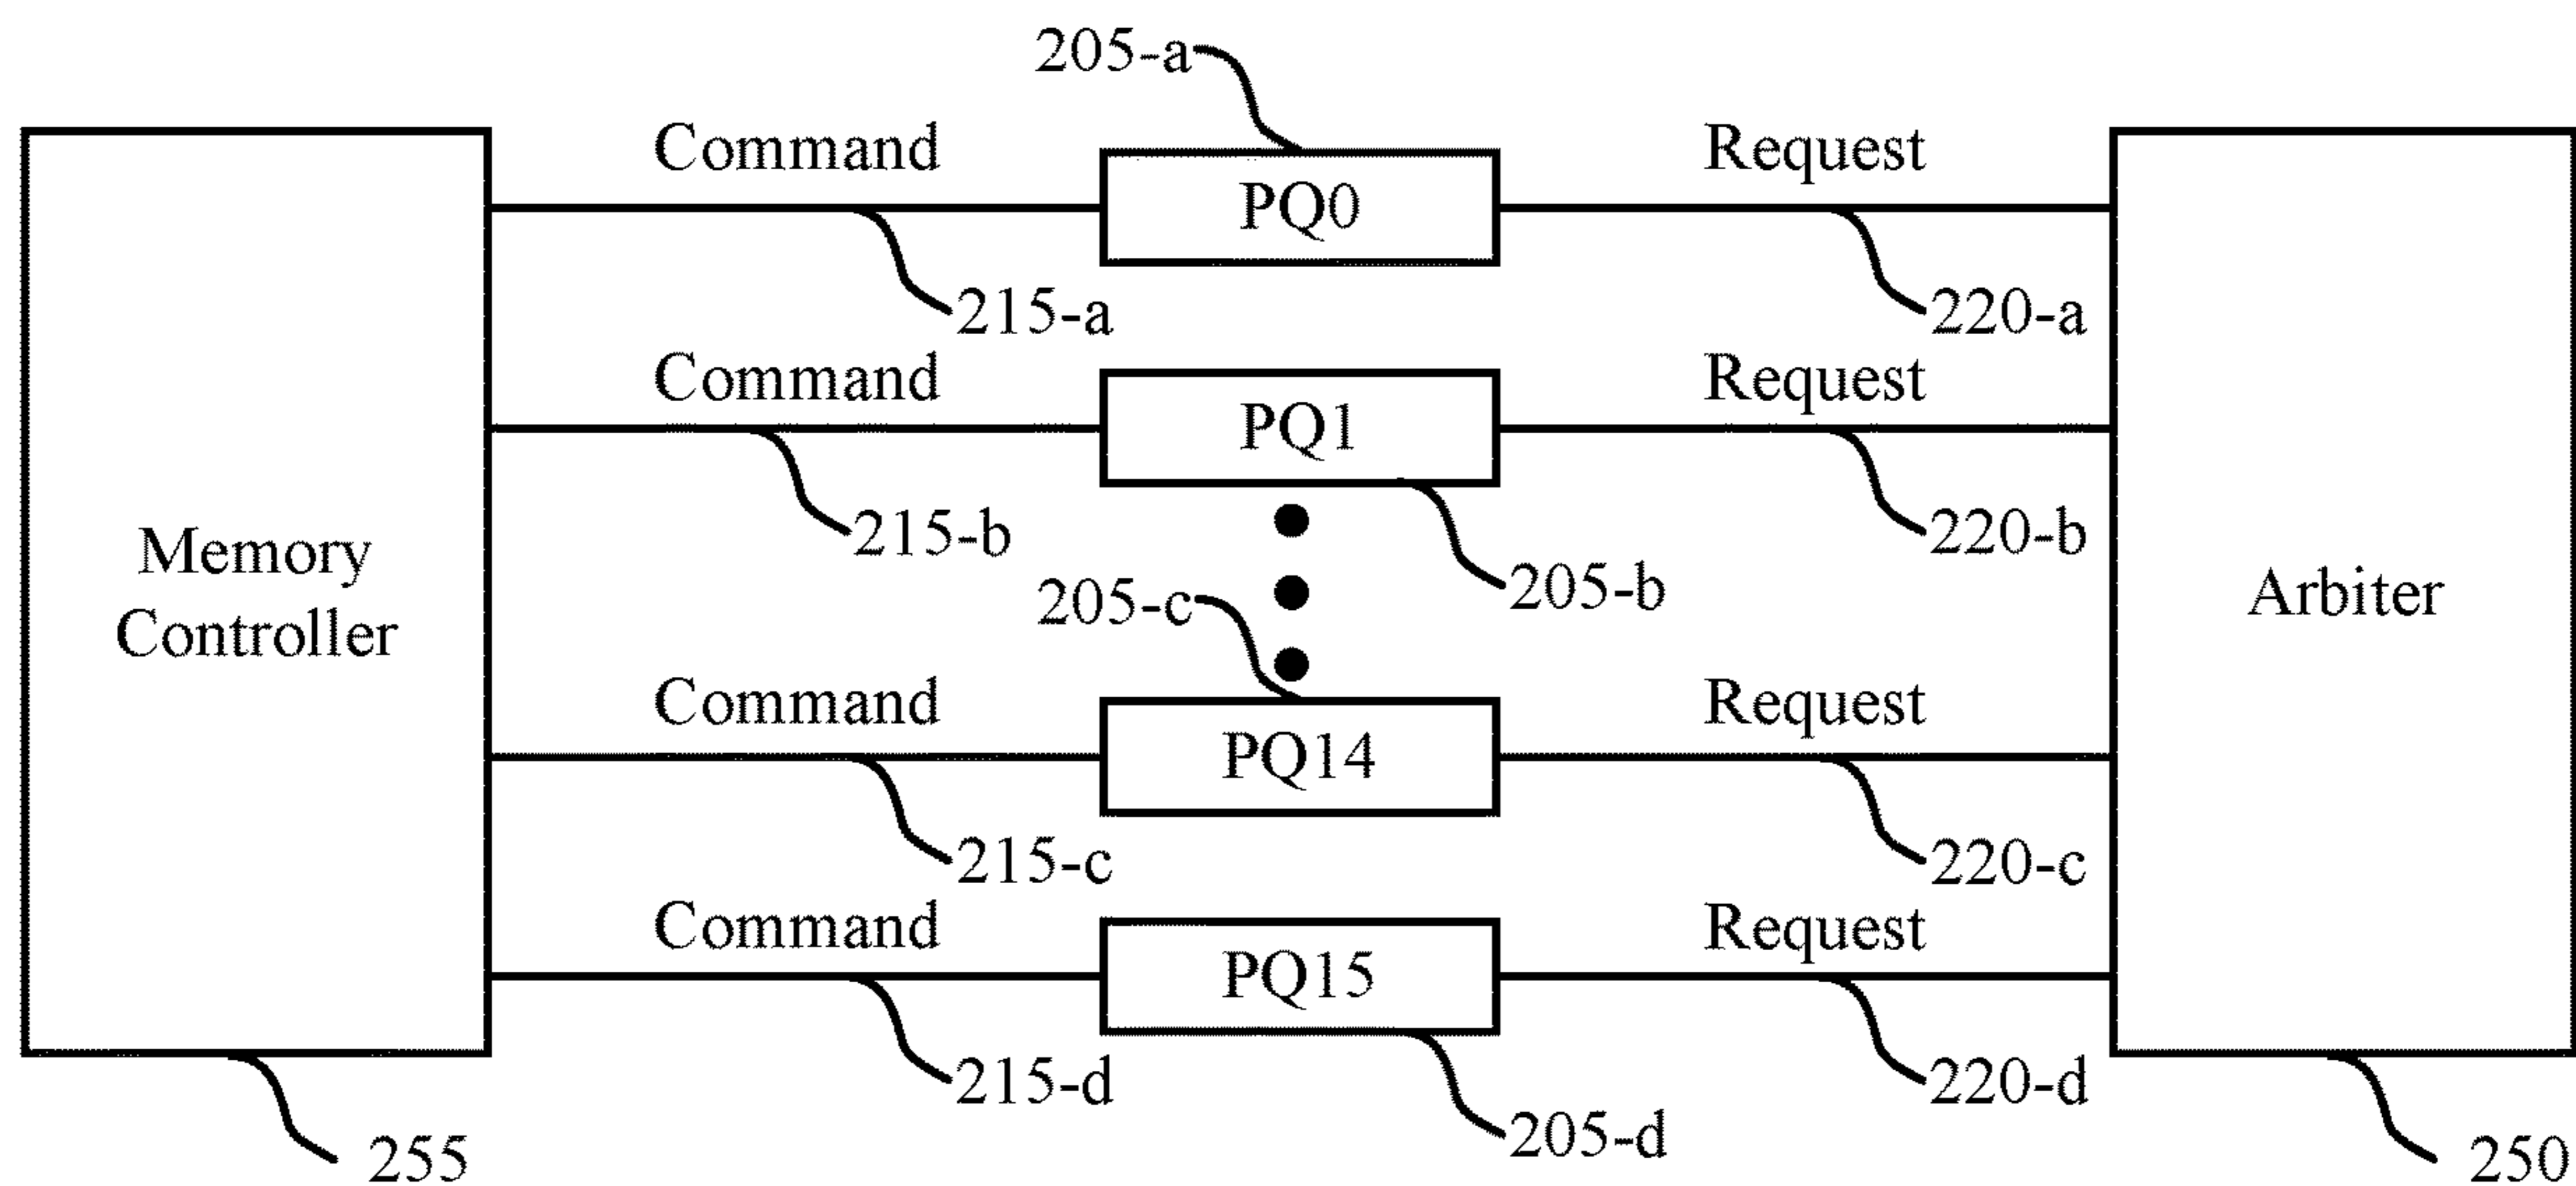 205-a
Command
Request
PQ0
215-a
220-a
Command
Request
PQ1
215-b
220-b
205-b
Memory
Controller
Arbiter
205-c
Command
Request
PQ14
215-c
220-c
Command
Request
PQ15
215-d
220-d
205-d
255
250